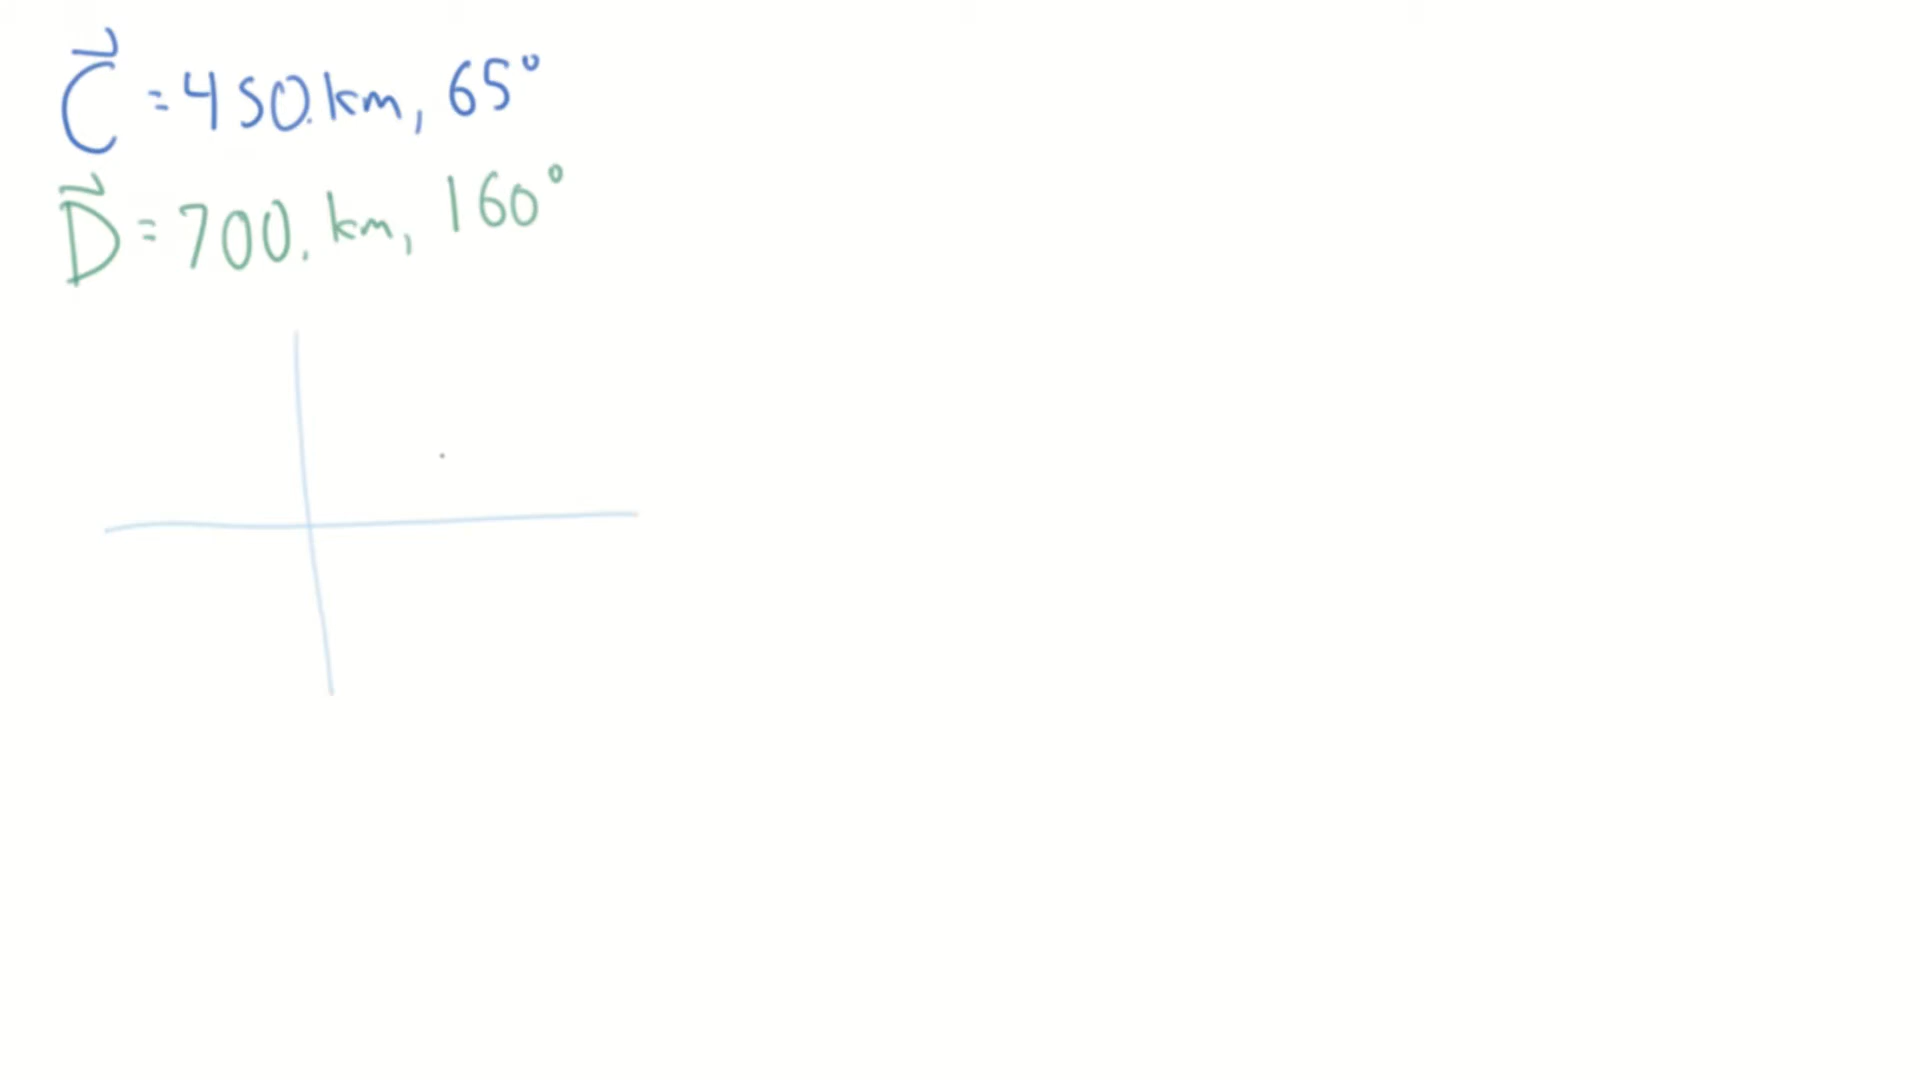 C⃗ = 450. km, 65°
D⃗ = 700. km, 160°